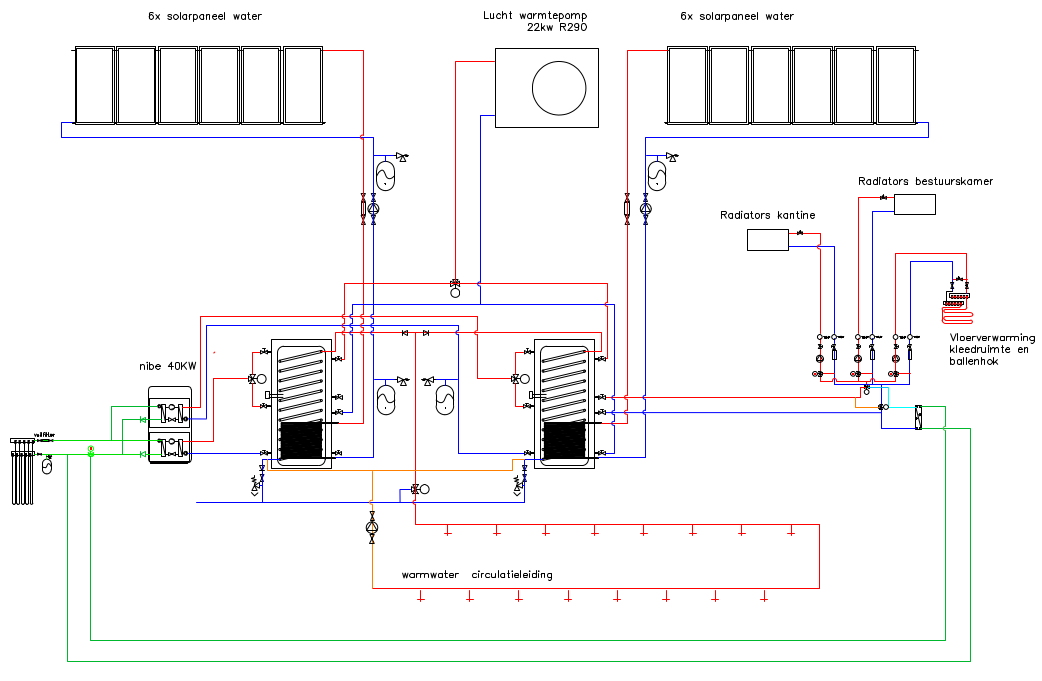 6x solarpaneel water
Lucht warmtepomp
22kw R290
6x solarpaneel water
Radiators bestuurskamer
Radiators kantine
Vloerverwarming
kleedruimte en
ballenhok
nibe 40KW
vuilfilter
warmwater circulatieleiding